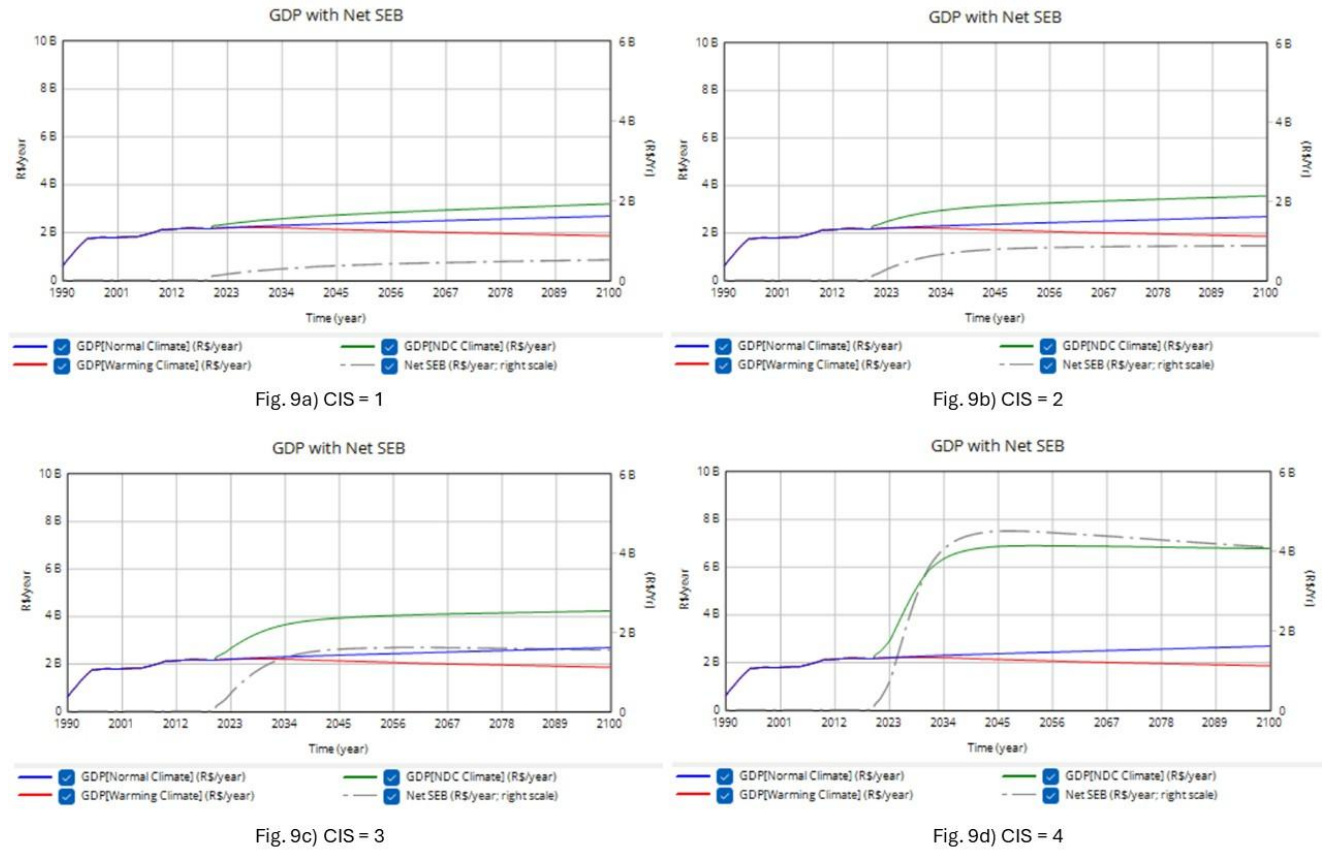 GDP with Net SEB
10 B
8 B
6 B
4 B
2 B
0
R$/year
6 B
4 B
2 B
0
(R$/Yr)
1990 2001 2012 2023 2034 2045 2056 2067 2078 2089 2100
Time (year)
GDP[Normal Climate] (R$/year) GDP[NDC Climate] (R$/year)
GDP[Warming Climate] (R$/year) Net SEB (R$/year; right scale)
Fig. 9a) CIS = 1
GDP with Net SEB
10 B
8 B
6 B
4 B
2 B
0
R$/year
6 B
4 B
2 B
0
(R$/Yr)
1990 2001 2012 2023 2034 2045 2056 2067 2078 2089 2100
Time (year)
GDP[Normal Climate] (R$/year) GDP[NDC Climate] (R$/year)
GDP[Warming Climate] (R$/year) Net SEB (R$/year; right scale)
Fig. 9b) CIS = 2
GDP with Net SEB
10 B
8 B
6 B
4 B
2 B
0
R$/year
6 B
4 B
2 B
0
(R$/Yr)
1990 2001 2012 2023 2034 2045 2056 2067 2078 2089 2100
Time (year)
GDP[Normal Climate] (R$/year) GDP[NDC Climate] (R$/year)
GDP[Warming Climate] (R$/year) Net SEB (R$/year; right scale)
Fig. 9c) CIS = 3
GDP with Net SEB
10 B
8 B
6 B
4 B
2 B
0
R$/year
6 B
4 B
2 B
0
(R$/Yr)
1990 2001 2012 2023 2034 2045 2056 2067 2078 2089 2100
Time (year)
GDP[Normal Climate] (R$/year) GDP[NDC Climate] (R$/year)
GDP[Warming Climate] (R$/year) Net SEB (R$/year; right scale)
Fig. 9d) CIS = 4